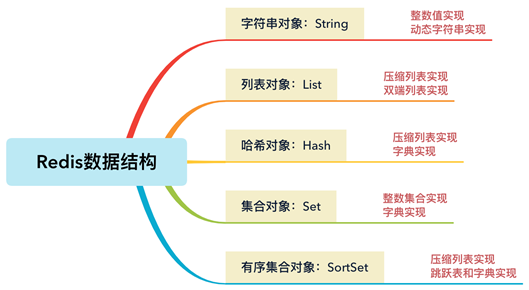 Redis数据结构
字符串对象：String
整数值实现
动态字符串实现
列表对象：List
压缩列表实现
双端列表实现
哈希对象：Hash
压缩列表实现
字典实现
集合对象：Set
整数集合实现
字典实现
有序集合对象：SortSet
压缩列表实现
跳跃表和字典实现